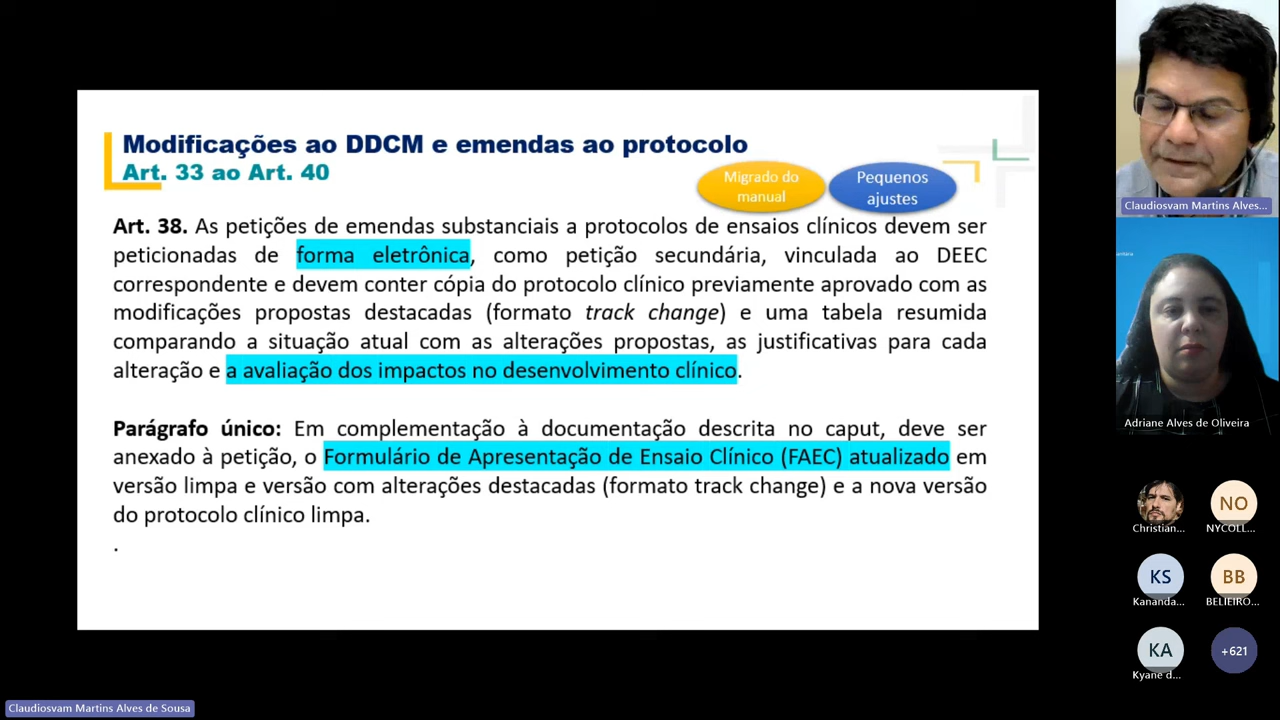 Modificações ao DDCM e emendas ao protocolo
Art. 33 ao Art. 40
Migrado do
manual
Pequenos
ajustes
Art. 38. As petições de emendas substanciais a protocolos de ensaios clínicos devem ser
peticionadas de forma eletrônica, como petição secundária, vinculada ao DEEC
correspondente e devem conter cópia do protocolo clínico previamente aprovado com as
modificações propostas destacadas (formato track change) e uma tabela resumida
comparando a situação atual com as alterações propostas, as justificativas para cada
alteração e a avaliação dos impactos no desenvolvimento clínico.
Parágrafo único: Em complementação à documentação descrita no caput, deve ser
anexado à petição, o Formulário de Apresentação de Ensaio Clínico (FAEC) atualizado em
versão limpa e versão com alterações destacadas (formato track change) e a nova versão
do protocolo clínico limpa.
.
Claudiosvam Martins Alves...
Adriane Alves de Oliveira
Christian...
NO
NYCOLL...
KS
Kananda...
BB
BELIEIRO...
KA
Kyane d...
+621
Claudiosvam Martins Alves de Sousa